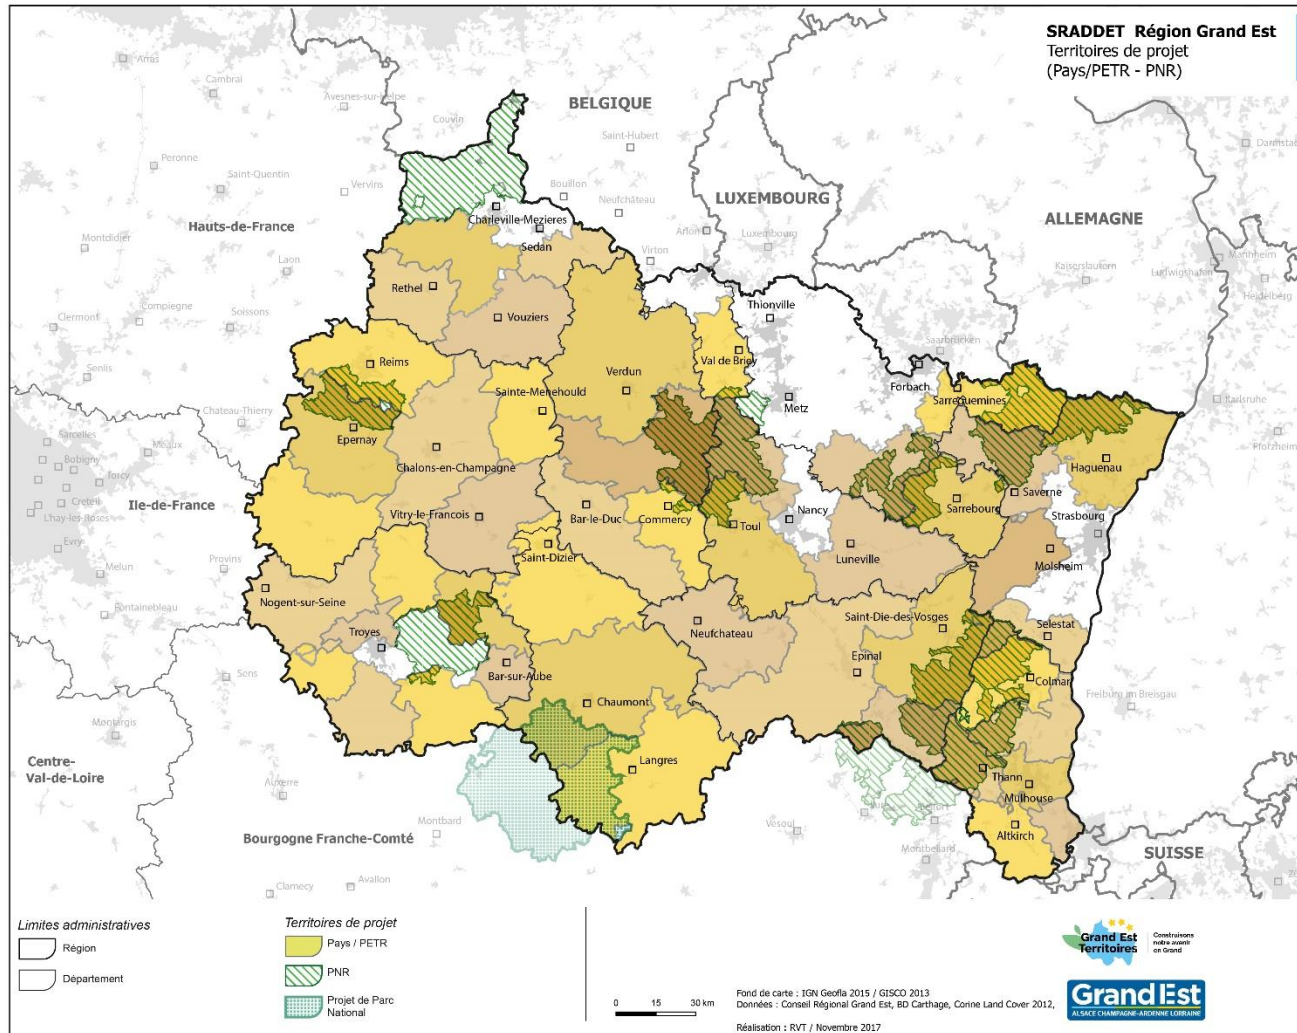 SRADDET Région Grand Est
Territoires de projet
(Pays/PETR - PNR)
Arras
Cambrai
Avesnes-sur-Helpe
BELGIQUE
Couvin
Saint-Hubert
Darmstadt
Peronne
Saint-Quentin
Vervins
Bouillon
Neufchâteau
LUXEMBOURG
ALLEMAGNE
Charleville-Mezieres
Hauts-de-France
Arlon
Luxembourg
Montdidier
Sedan
Virton
Laon
Kaiserslautern
Ludwigshafen
Mannheim
Heidelberg
Rethel
Compiegne
Soissons
Clermont
Vouziers
Thionville
Saarbrücken
Reims
Val de Briey
Senlis
Verdun
Forbach
Sainte-Menehould
Metz
Sarreguemines
Karlsruhe
Chateau-Thierry
Epernay
Sarcelles
Meaux
Pforzheim
Bobigny
Torcy
Chalons-en-Champagne
Haguenau
Creteil
Ile-de-France
L'hay-les-Roses
Vitry-le-Francois
Bar-le-Duc
Commercy
Nancy
Sarrebourg
Saverne
Strasbourg
Evry
Toul
Saint-Dizier
Luneville
Molsheim
Melun
Provins
Nogent-sur-Seine
Fontainebleau
Troyes
Neufchateau
Saint-Die-des-Vosges
Selestat
Sens
Bar-sur-Aube
Epinal
Colmar
Freiburg im Breisgau
Montargis
Chaumont
Centre-
Val-de-Loire
Auxerre
Langres
Thann
Mulhouse
Lure
Belfort
Bourgogne Franche-Comté
Montbard
Vesoul
Altkirch
Montbeliard
SUISSE
Clamecy
Avallon
Limites administratives
Région
Département
Territoires de projet
Pays / PETR
PNR
Projet de Parc
National
0 15 30 km
Fond de carte : IGN Geofla 2015 / GISCO 2013
Données : Conseil Régional Grand Est, BD Carthage, Corine Land Cover 2012,
Réalisation : RVT / Novembre 2017
Grand Est
Territoires
Construisons
notre avenir
en Grand
GrandEst
ALSACE CHAMPAGNE-ARDENNE LORRAINE